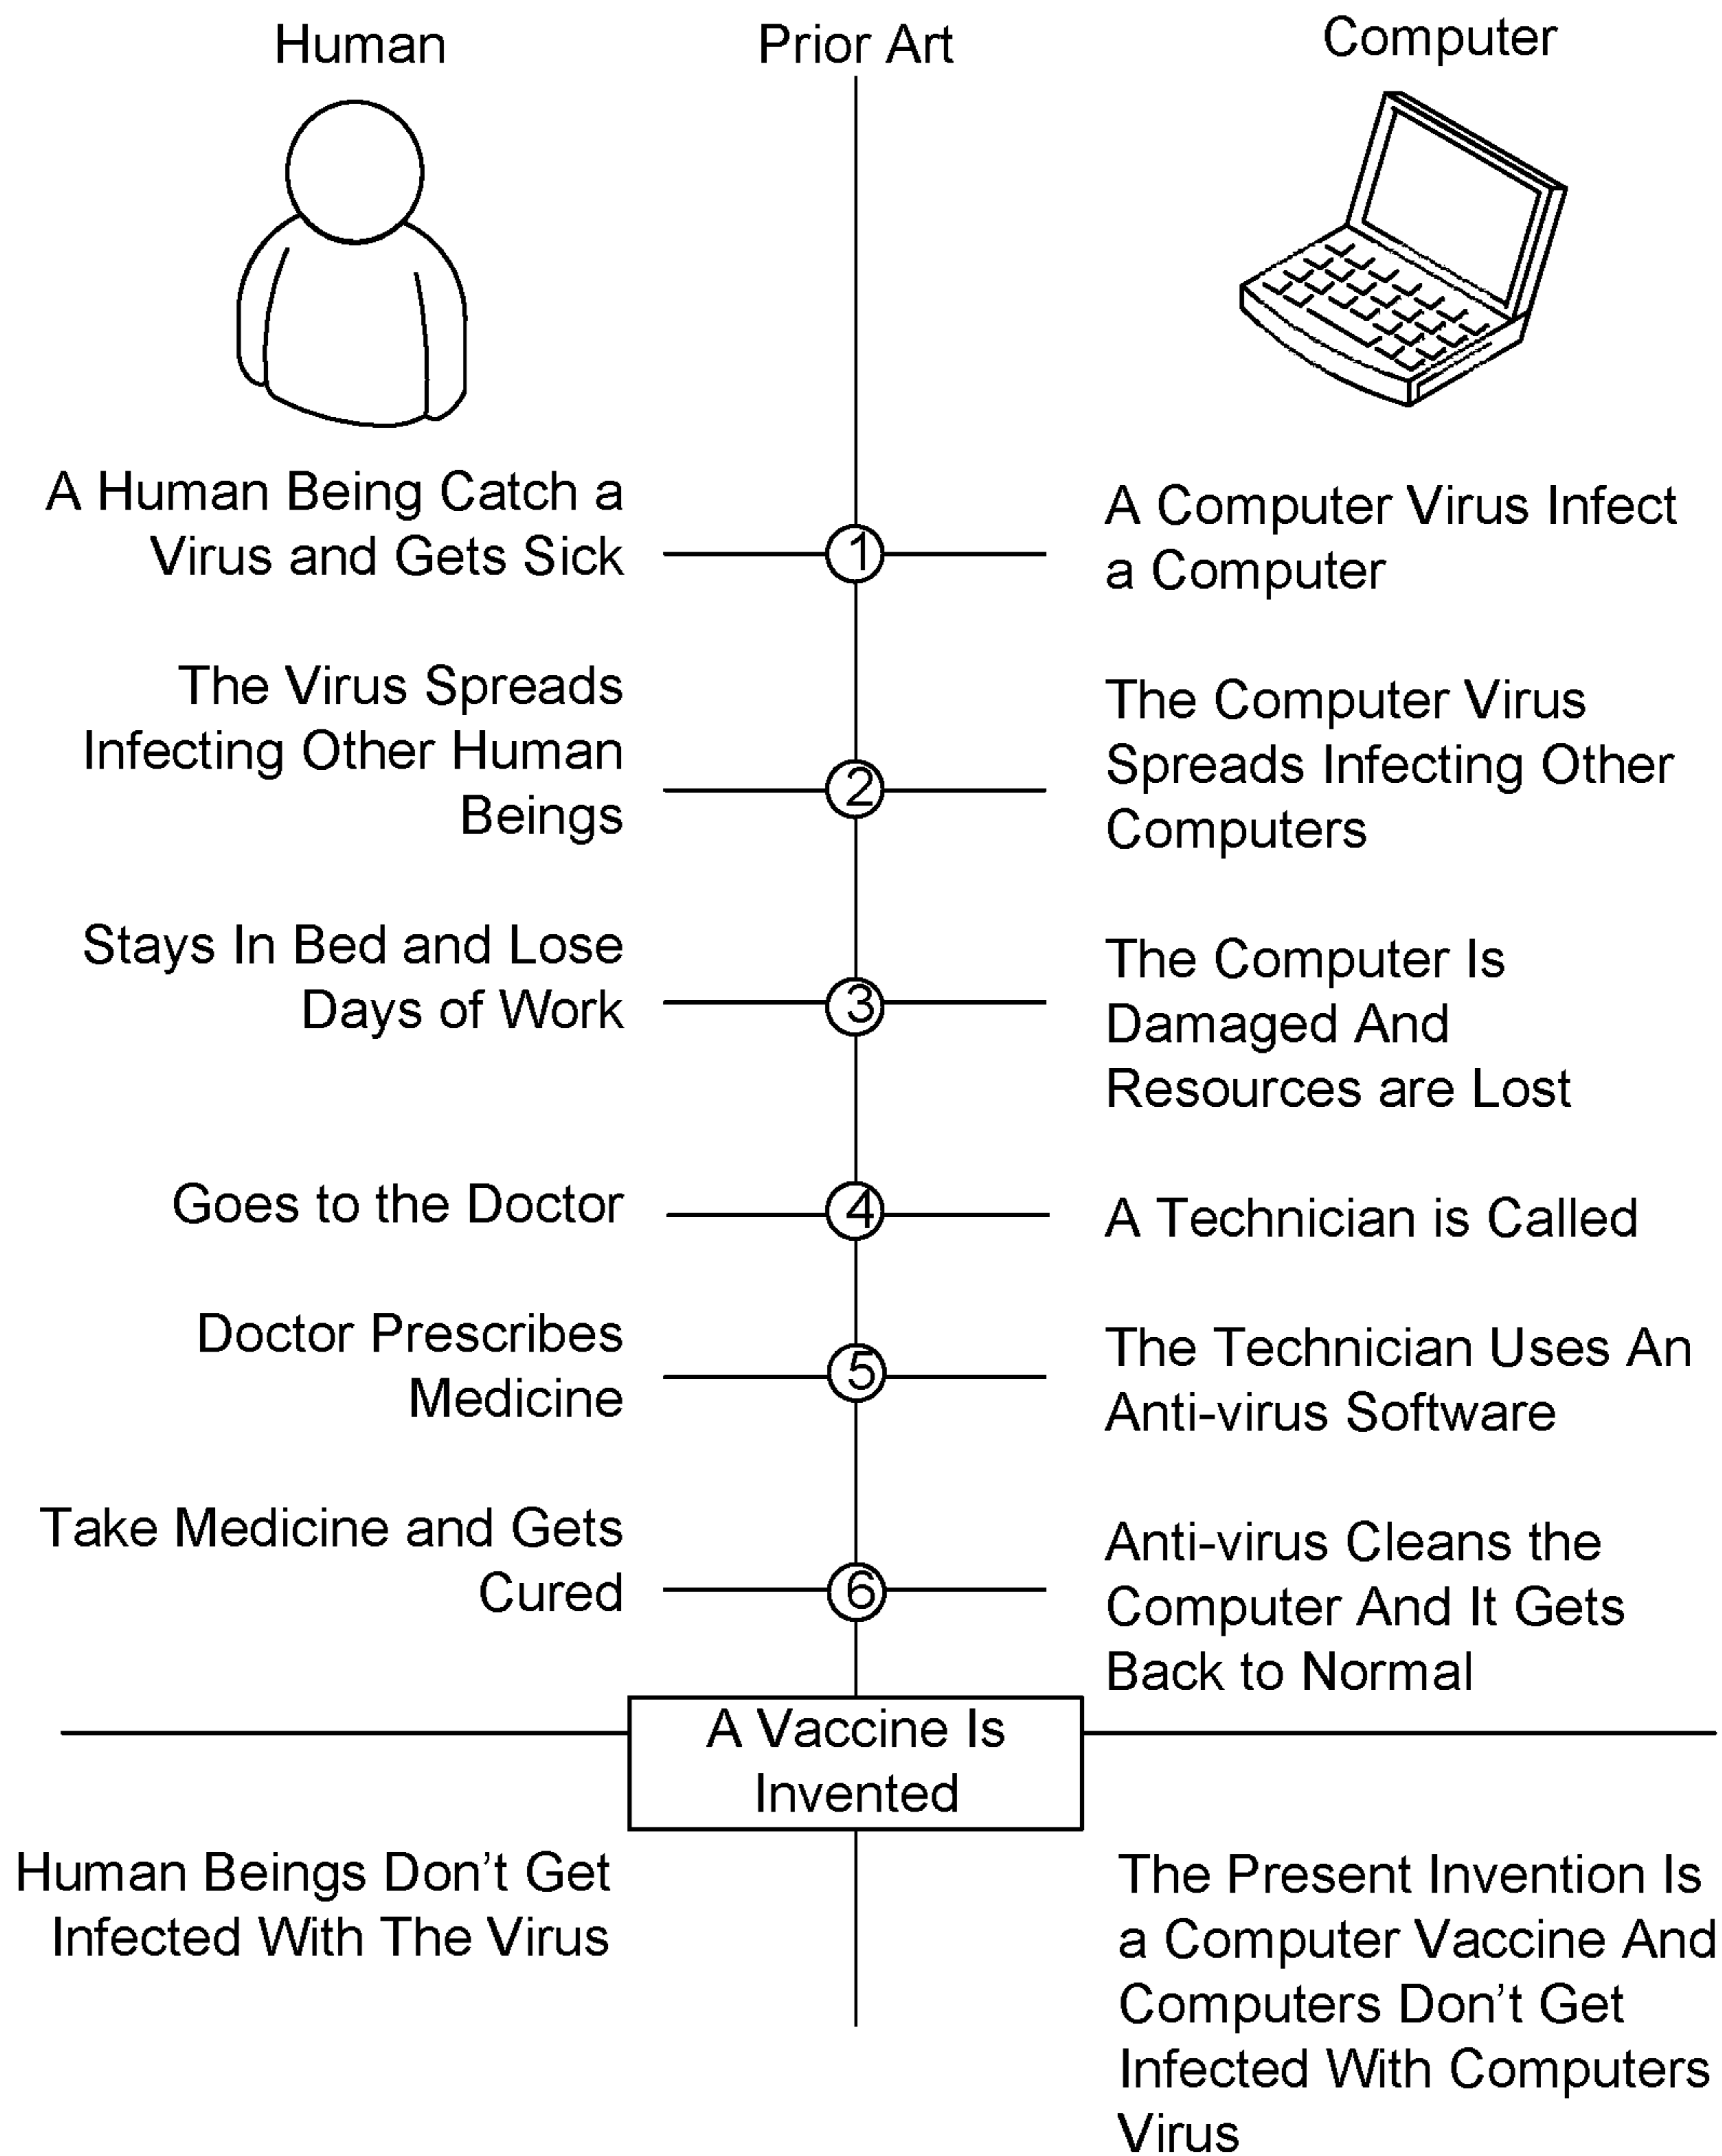 Human
Prior Art
Computer
A Human Being Catch a
Virus and Gets Sick
1
A Computer Virus Infect
a Computer
The Virus Spreads
Infecting Other Human
Beings
2
The Computer Virus
Spreads Infecting Other
Computers
Stays In Bed and Lose
Days of Work
3
The Computer Is
Damaged And
Resources are Lost
Goes to the Doctor
4
A Technician is Called
Doctor Prescribes
Medicine
5
The Technician Uses An
Anti-virus Software
Take Medicine and Gets
Cured
6
Anti-virus Cleans the
Computer And It Gets
Back to Normal
A Vaccine Is
Invented
Human Beings Don't Get
Infected With The Virus
The Present Invention Is
a Computer Vaccine And
Computers Don't Get
Infected With Computers
Virus